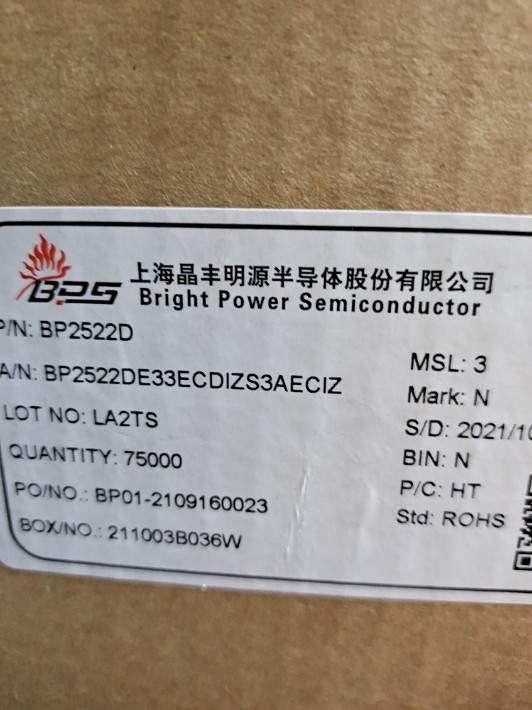 BPS
上海晶丰明源半导体股份有限公司
Bright Power Semiconductor
P/N: BP2522D
A/N: BP2522DE33ECDIZS3AECIZ
LOT NO: LA2TS
QUANTITY: 75000
PO/NO.: BP01-2109160023
BOX/NO.: 211003B036W
MSL: 3
Mark: N
S/D: 2021/10
BIN: N
P/C: HT
Std: ROHS